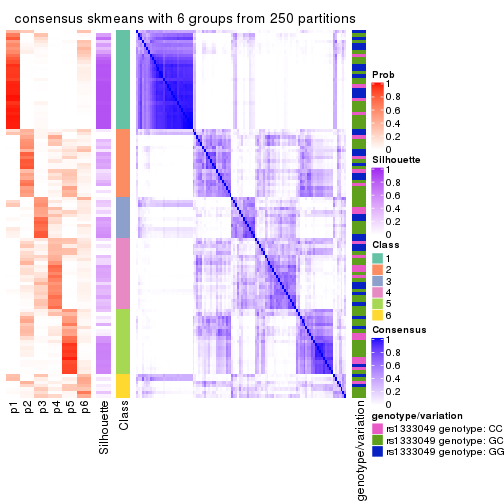 consensus skmeans with 6 groups from 250 partitions
Prob
1
0.8
0.6
0.4
0.2
0
Silhouette
1
0.8
0.6
0.4
0.2
0
Class
1
2
3
4
5
6
Consensus
1
0.8
0.6
0.4
0.2
0
genotype/variation
rs1333049 genotype: CC
rs1333049 genotype: GC
rs1333049 genotype: GG
p1
p2
p3
p4
p5
p6
Silhouette
Class
genotype/variation